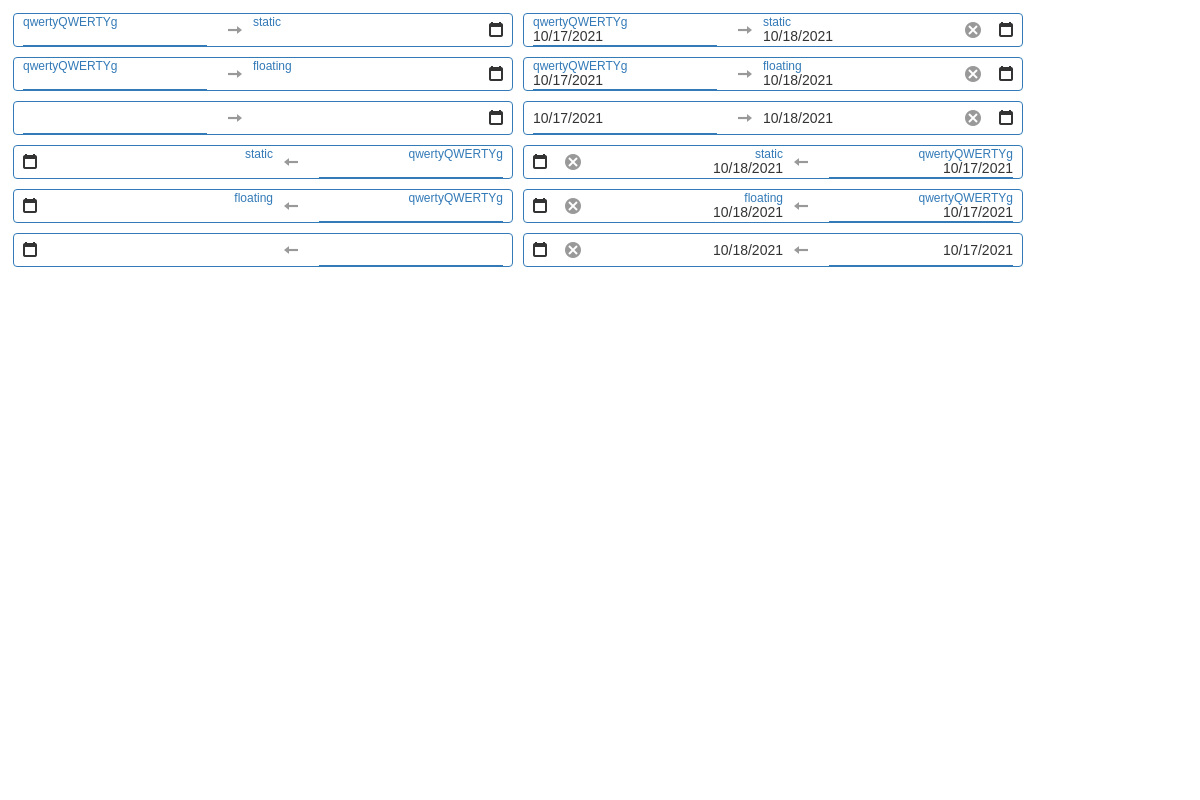 qwertyQWERTYg static qwertyQWERTYg static
10/17/2021 10/18/2021
qwertyQWERTYg floating qwertyQWERTYg floating
10/17/2021 10/18/2021
10/17/2021 10/18/2021
static qwertyQWERTYg static qwertyQWERTYg
10/18/2021 10/17/2021
floating qwertyQWERTYg floating qwertyQWERTYg
10/18/2021 10/17/2021
10/18/2021 10/17/2021